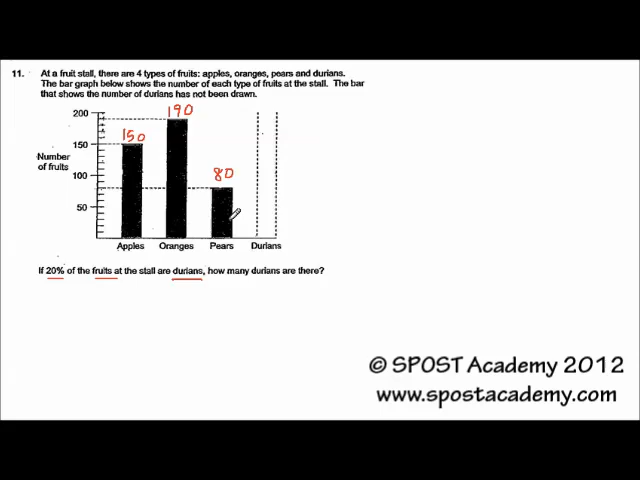 11. At a fruit stall, there are 4 types of fruits: apples, oranges, pears and durians.
The bar graph below shows the number of each type of fruits at the stall. The bar
that shows the number of durians has not been drawn.
200
190
150
150
Number
of fruits
100
80
50
Apples Oranges Pears Durians
If 20% of the fruits at the stall are durians, how many durians are there?
© SPOST Academy 2012
www.spostacademy.com